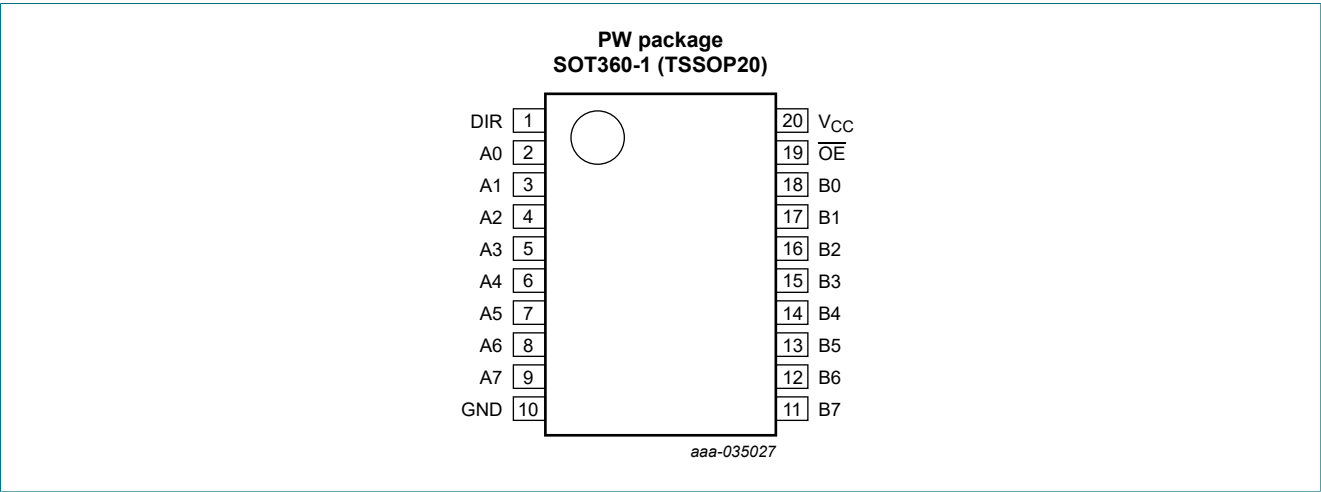 PW package
SOT360-1 (TSSOP20)
DIR 1 20 VCC
A0 2 19 OE
A1 3 18 B0
A2 4 17 B1
A3 5 16 B2
A4 6 15 B3
A5 7 14 B4
A6 8 13 B5
A7 9 12 B6
GND 10 11 B7
aaa-035027